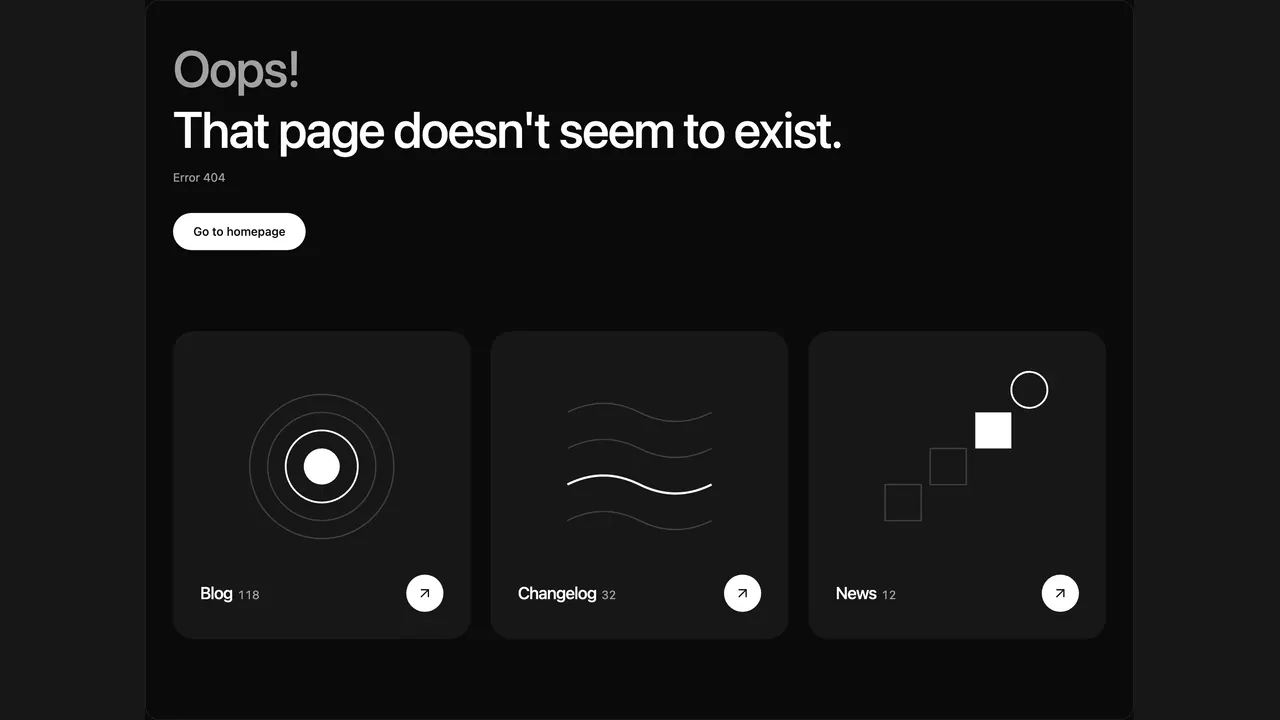 Oops!
That page doesn't seem to exist.
Error 404
Go to homepage
Blog 118
Changelog 32
News 12